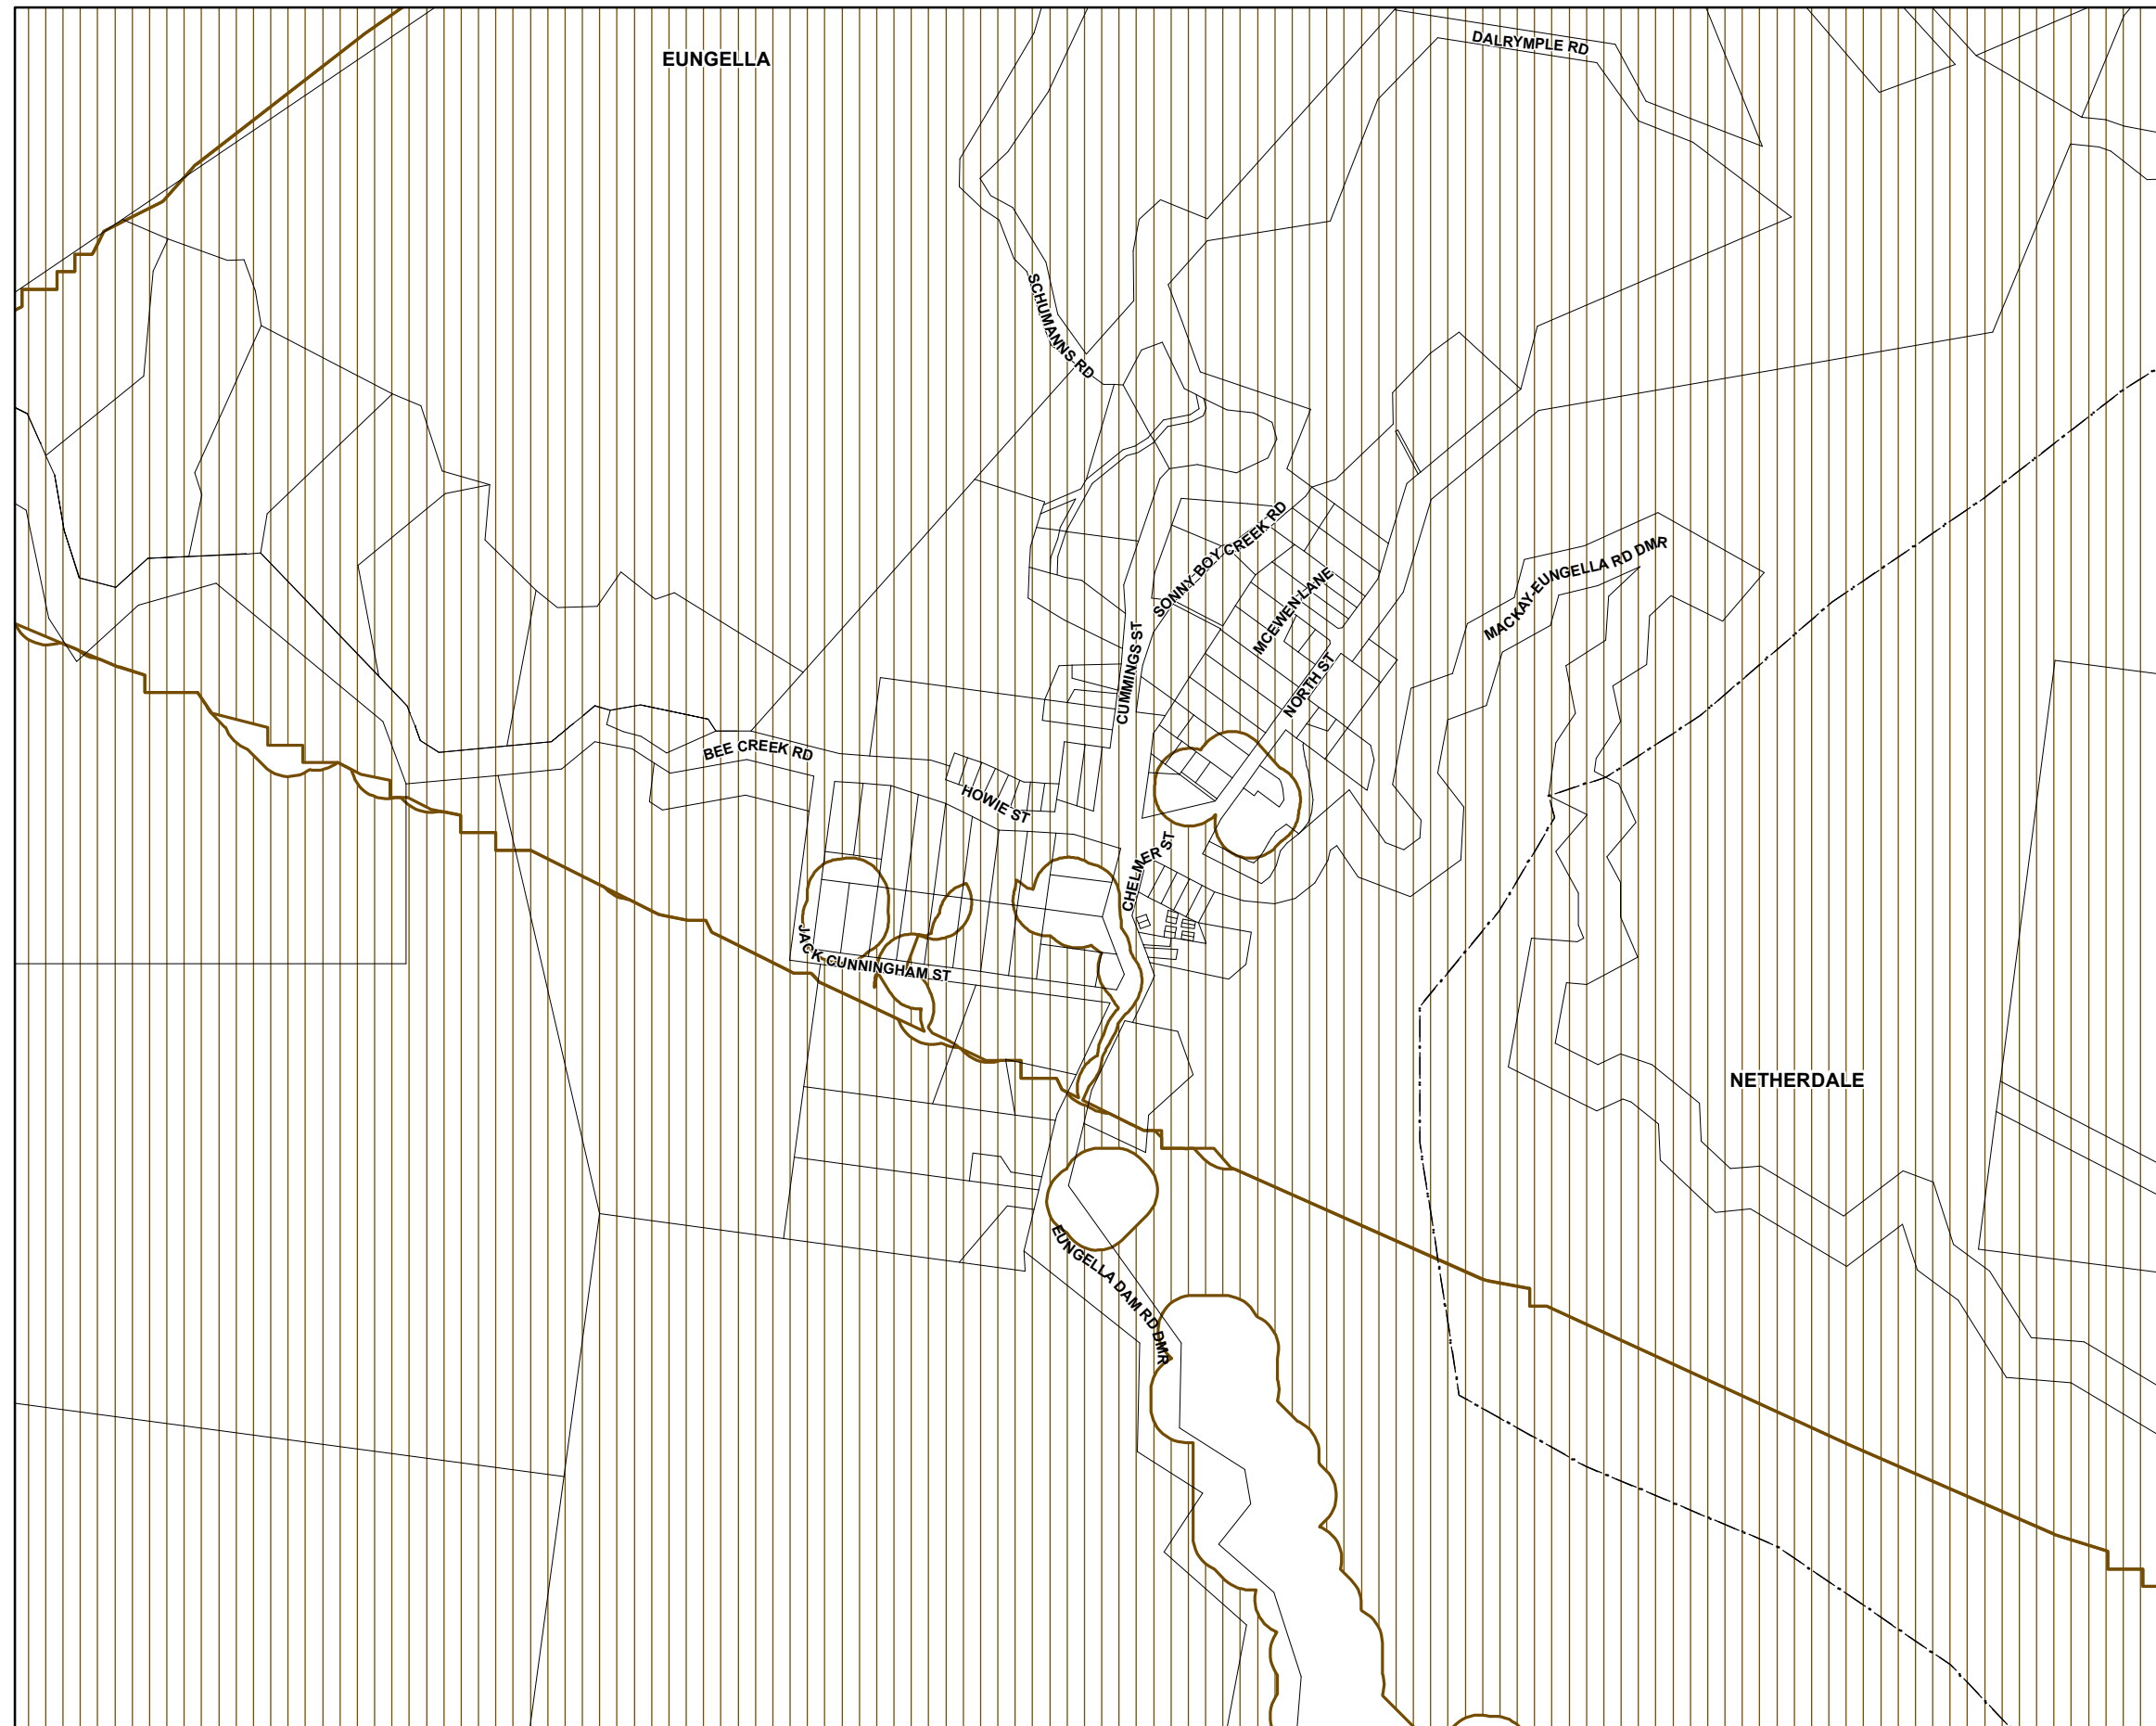 DALRYMPLE RD
EUNGELLA
SCHUMANNS RD
SONNY BOY CREEK RD
MACKAY-EUNGELLA RD DMR
MCEWEN LANE
CUMMINGS ST
NORTH ST
BEE CREEK RD
HOWIE ST
CHELMER ST
JACK CUNNINGHAM ST
NETHERDALE
EUNGELLA DAM RD DMR